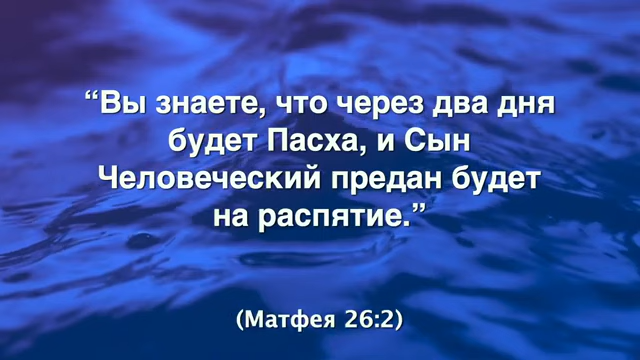 “Вы знаете, что через два дня
будет Пасха, и Сын
Человеческий предан будет
на распятие.”
(Матфея 26:2)